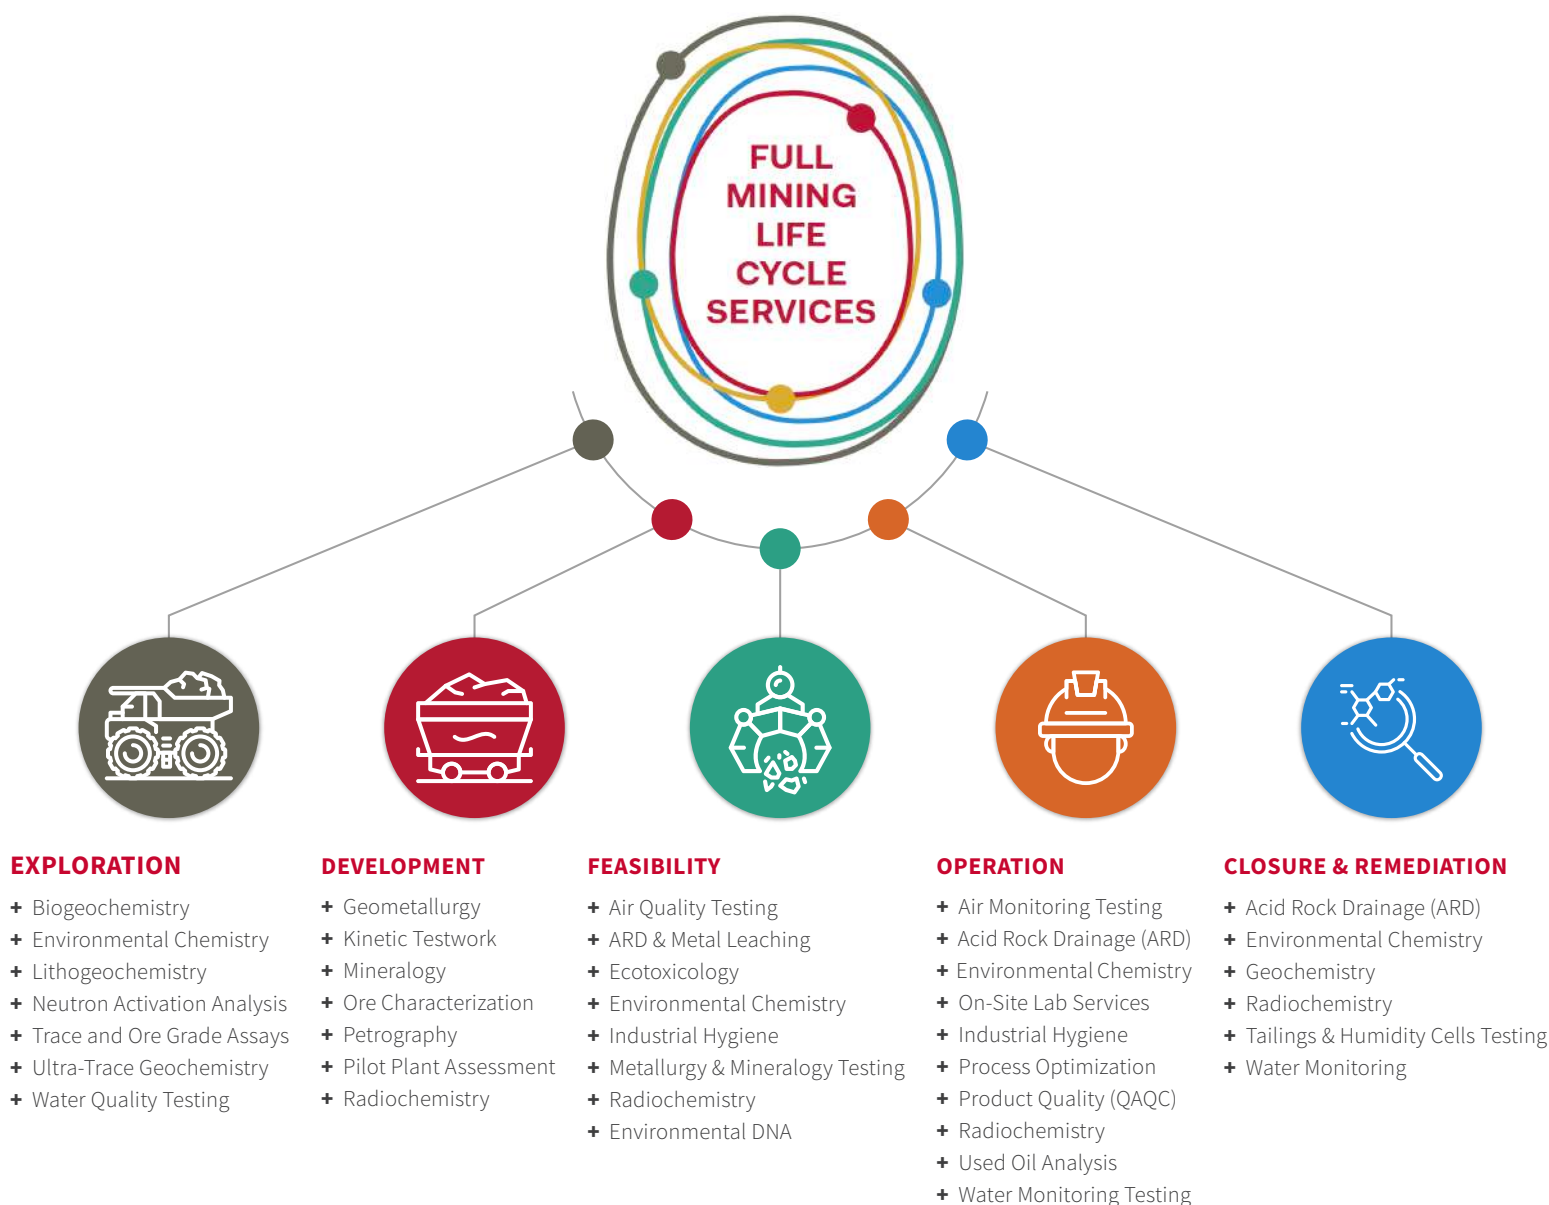 FULL
MINING
LIFE
CYCLE
SERVICES
EXPLORATION
+ Biogeochemistry
+ Environmental Chemistry
+ Lithogeochemistry
+ Neutron Activation Analysis
+ Trace and Ore Grade Assays
+ Ultra-Trace Geochemistry
+ Water Quality Testing
DEVELOPMENT
+ Geometallurgy
+ Kinetic Testwork
+ Mineralogy
+ Ore Characterization
+ Petrography
+ Pilot Plant Assessment
+ Radiochemistry
FEASIBILITY
+ Air Quality Testing
+ ARD & Metal Leaching
+ Ecotoxicology
+ Environmental Chemistry
+ Industrial Hygiene
+ Metallurgy & Mineralogy Testing
+ Radiochemistry
+ Environmental DNA
OPERATION
+ Air Monitoring Testing
+ Acid Rock Drainage (ARD)
+ Environmental Chemistry
+ On-Site Lab Services
+ Industrial Hygiene
+ Process Optimization
+ Product Quality (QAQC)
+ Radiochemistry
+ Used Oil Analysis
+ Water Monitoring Testing
CLOSURE & REMEDIATION
+ Acid Rock Drainage (ARD)
+ Environmental Chemistry
+ Geochemistry
+ Radiochemistry
+ Tailings & Humidity Cells Testing
+ Water Monitoring